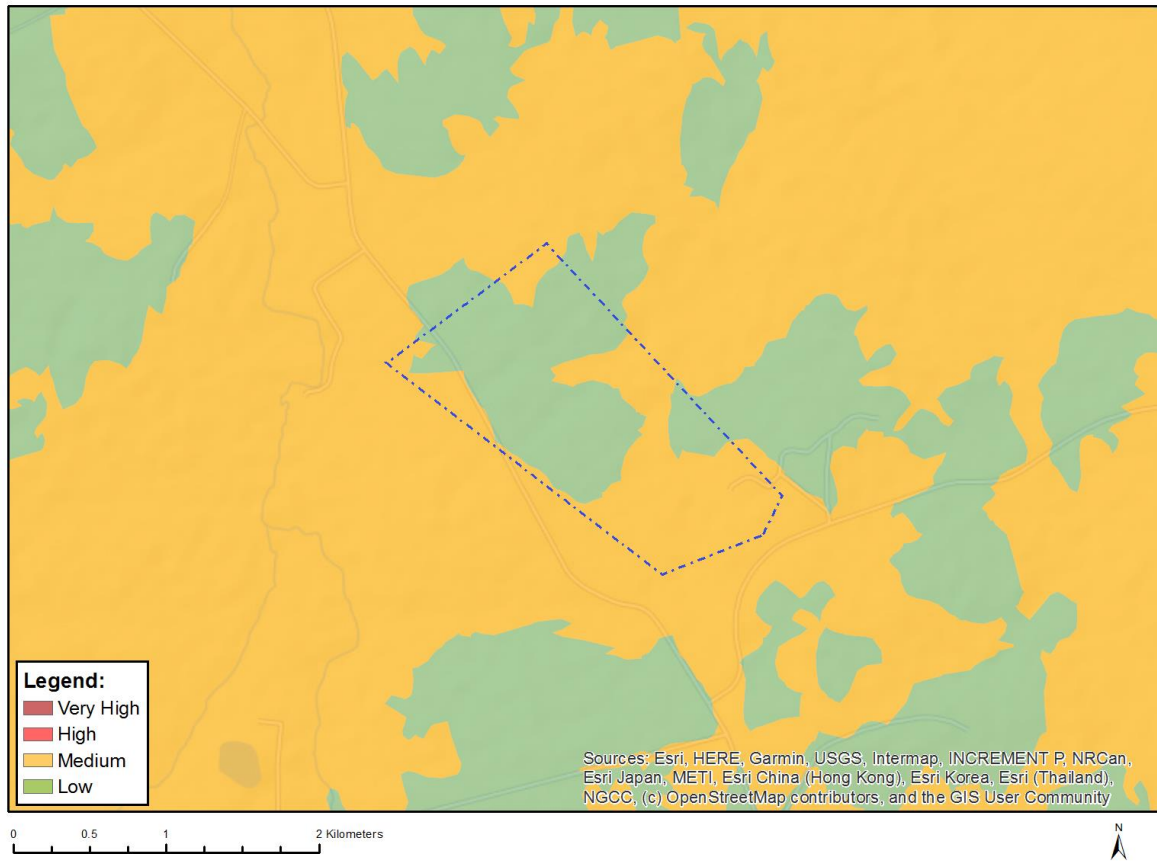 Legend:
Very High
High
Medium
Low
Sources: Esri, HERE, Garmin, USGS, Intermap, INCREMENT P, NRCan,
Esri Japan, METI, Esri China (Hong Kong), Esri Korea, Esri (Thailand),
NGCC, (c) OpenStreetMap contributors, and the GIS User Community
0 0.5 1 2 Kilometers
N